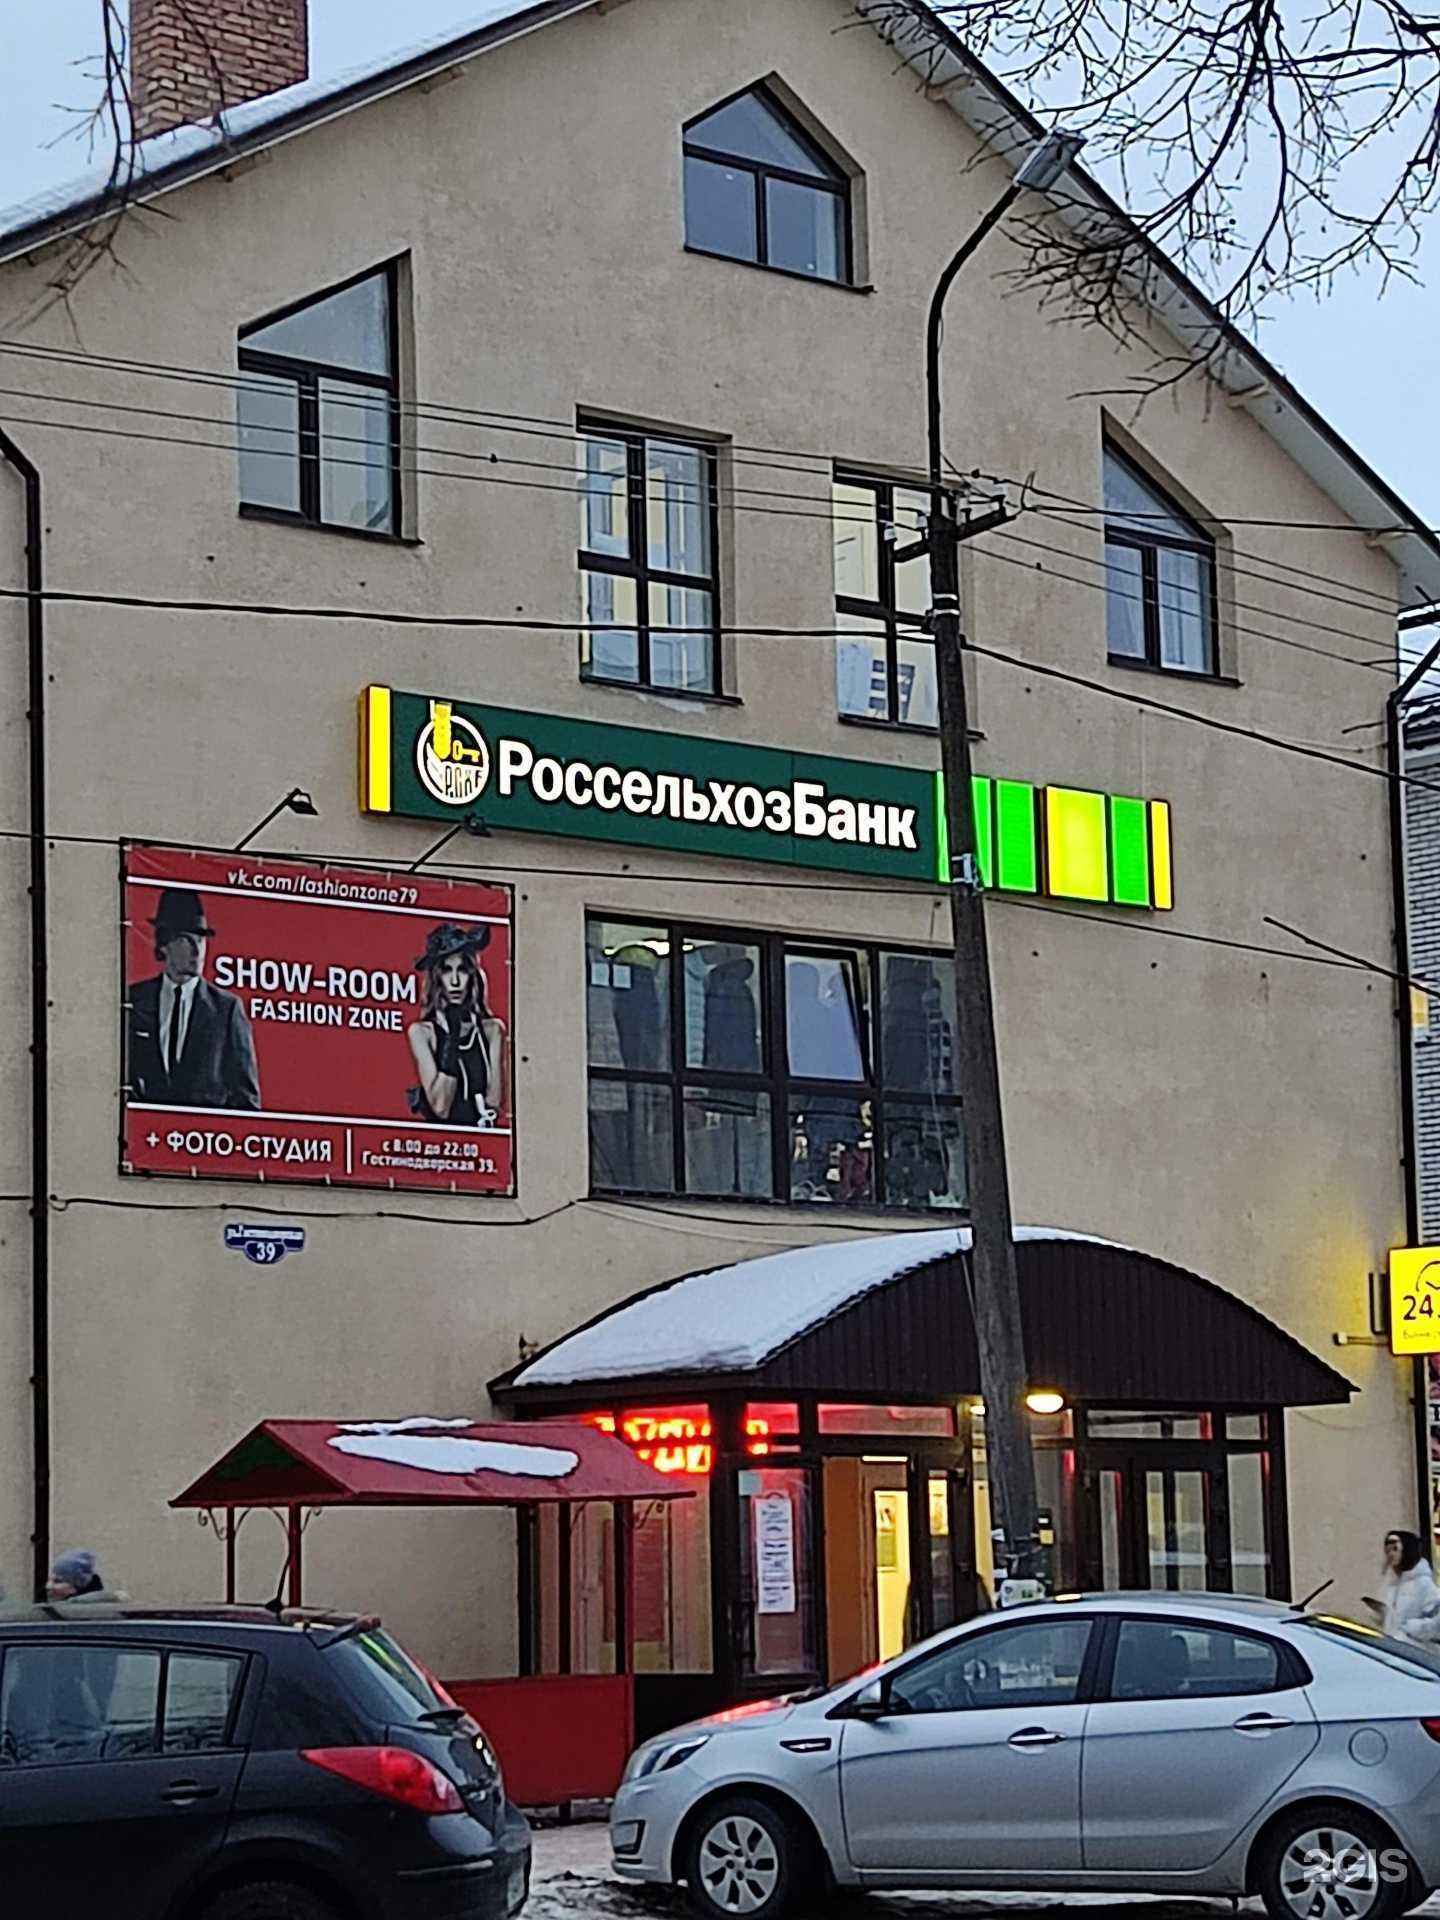 РСХБ
РоссельхозБанк
vk.com/fashionzone79
SHOW-ROOM
FASHION ZONE
+ ФОТО-СТУДИЯ
с 8.00 до 22:00
Гостинодворская 39.
39
24
2GIS